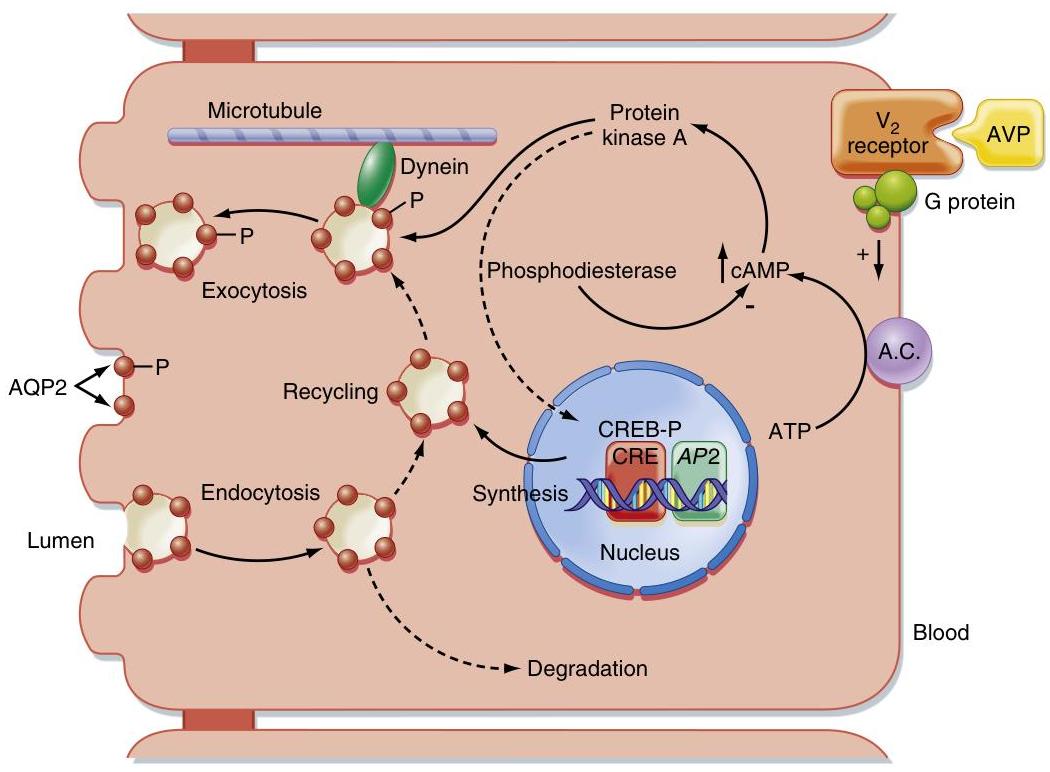 Microtubule
Protein
kinase A
V2
receptor
AVP
Dynein
P
G protein
P
+
Exocytosis
Phosphodiesterase
cAMP
-
A.C.
AQP2
P
Recycling
ATP
CREB-P
CRE
AP2
Endocytosis
Synthesis
Lumen
Nucleus
Blood
Degradation